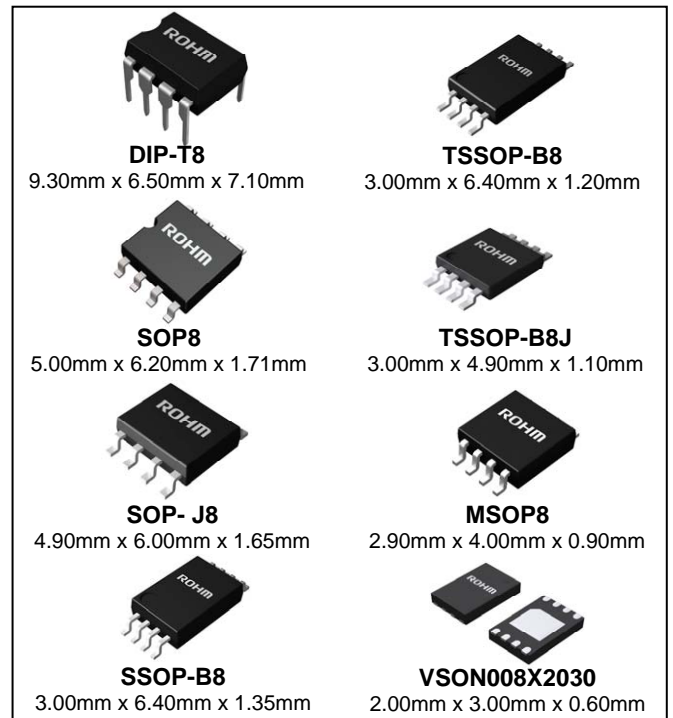 ROHM
DIP-T8
9.30mm x 6.50mm x 7.10mm
ROHM
TSSOP-B8
3.00mm x 6.40mm x 1.20mm
ROHM
SOP8
5.00mm x 6.20mm x 1.71mm
ROHM
TSSOP-B8J
3.00mm x 4.90mm x 1.10mm
ROHM
SOP- J8
4.90mm x 6.00mm x 1.65mm
ROHM
MSOP8
2.90mm x 4.00mm x 0.90mm
ROHM
SSOP-B8
3.00mm x 6.40mm x 1.35mm
ROHM
VSON008X2030
2.00mm x 3.00mm x 0.60mm